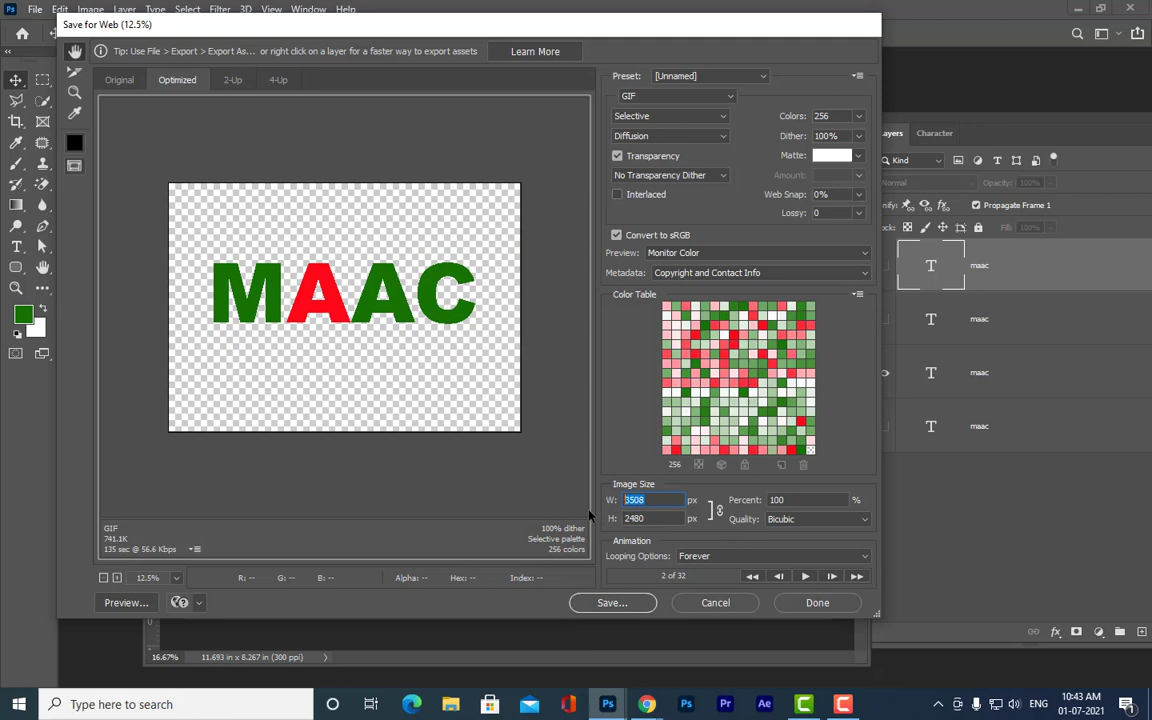 Ps File Edit Image Layer Type Select Filter 3D View Window Help
Save for Web (12.5%)
Tip: Use File > Export > Export As... or right click on a layer for a faster way to export assets
Learn More
Original Optimized 2-Up 4-Up
Preset: [Unnamed]
GIF
Selective Colors: 256
Diffusion Dither: 100%
Transparency Matte:
No Transparency Dither Amount:
Interlaced Web Snap: 0%
Lossy: 0
Convert to sRGB
Preview: Monitor Color
Metadata: Copyright and Contact Info
Color Table
256
MAAC
Image Size
W: 3508 px Percent: 100 %
H: 2480 px Quality: Bicubic
Animation
Looping Options: Forever
2 of 32
GIF 100% dither
741.1K Selective palette
135 sec @ 56.6 Kbps 256 colors
12.5% R: -- G: -- B: -- Alpha: -- Hex: -- Index: --
Preview... Save... Cancel Done
Character
Kind
Normal Opacity: 100%
Propagate Frame 1
Fill: 100%
T maac
T maac
T maac
T maac
16.67% 11.693 in x 8.267 in (300 ppi)
Type here to search
Ps Ps Pr Ae
ENG
10:43 AM
01-07-2021
1